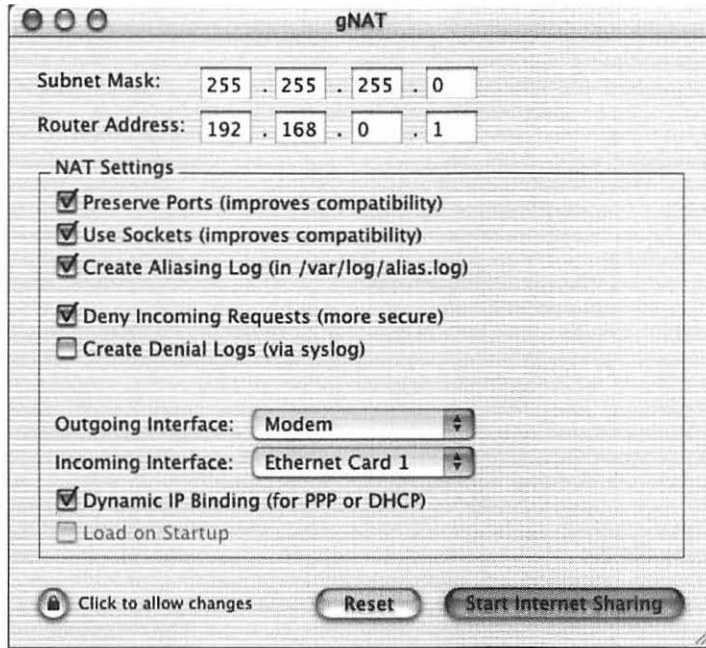 gNAT
Subnet Mask: 255 . 255 . 255 . 0
Router Address: 192 . 168 . 0 . 1
NAT Settings
Preserve Ports (improves compatibility)
Use Sockets (improves compatibility)
Create Aliasing Log (in /var/log/alias.log)
Deny Incoming Requests (more secure)
Create Denial Logs (via syslog)
Outgoing Interface: Modem
Incoming Interface: Ethernet Card 1
Dynamic IP Binding (for PPP or DHCP)
Load on Startup
Click to allow changes Reset Start Internet Sharing